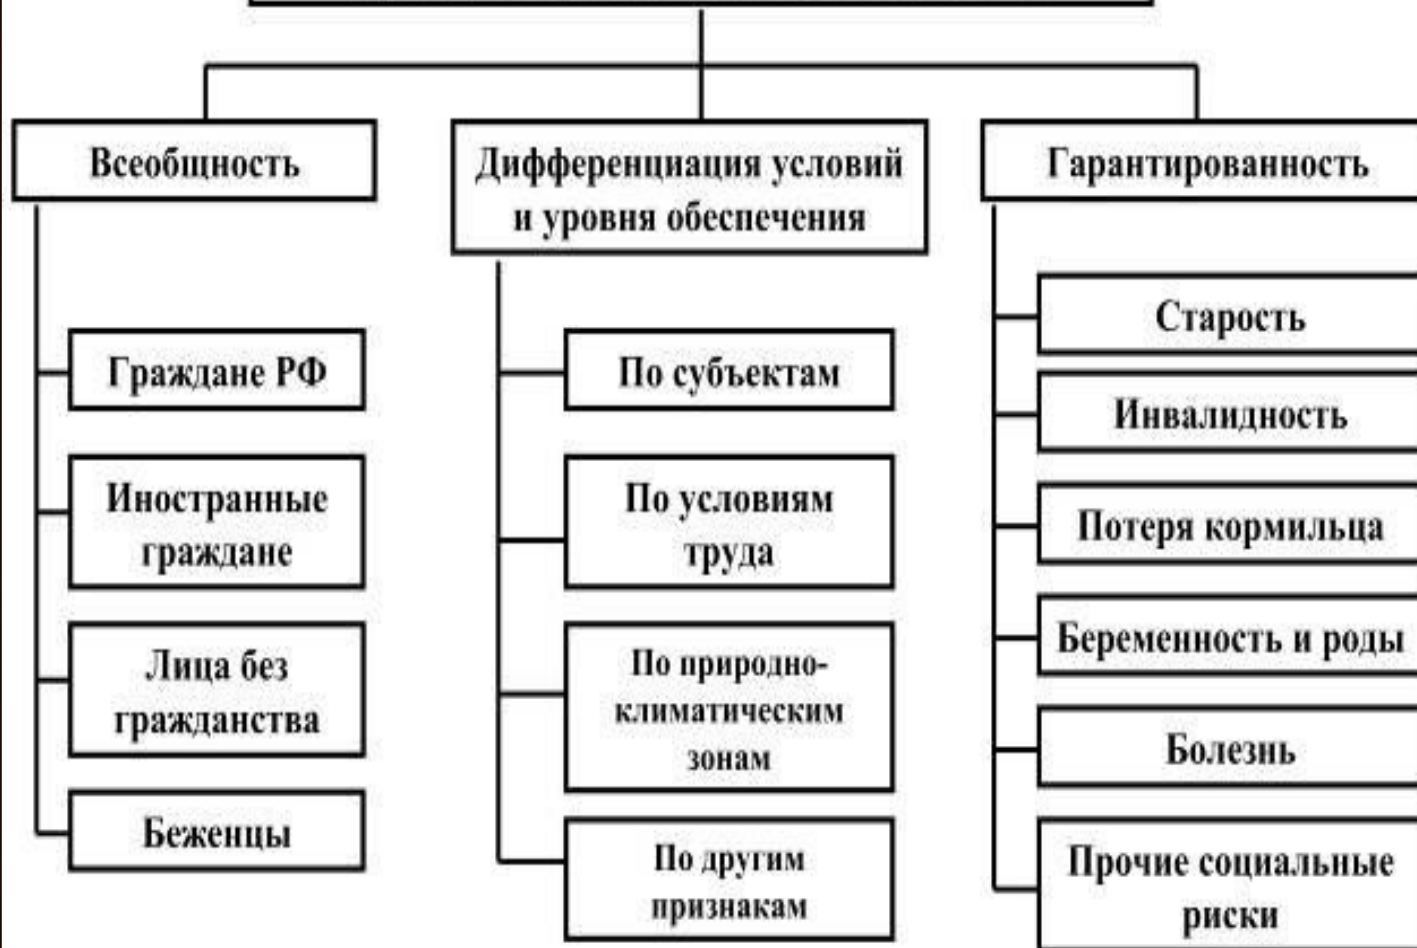 Всеобщность
Граждане РФ
Иностранные
граждане
Лица без
гражданства
Беженцы
Дифференциация условий
и уровня обеспечения
По субъектам
По условиям
труда
По природно-
климатическим
зонам
По другим
признакам
Гарантированность
Старость
Инвалидность
Потеря кормильца
Беременность и роды
Болезнь
Прочие социальные
риски